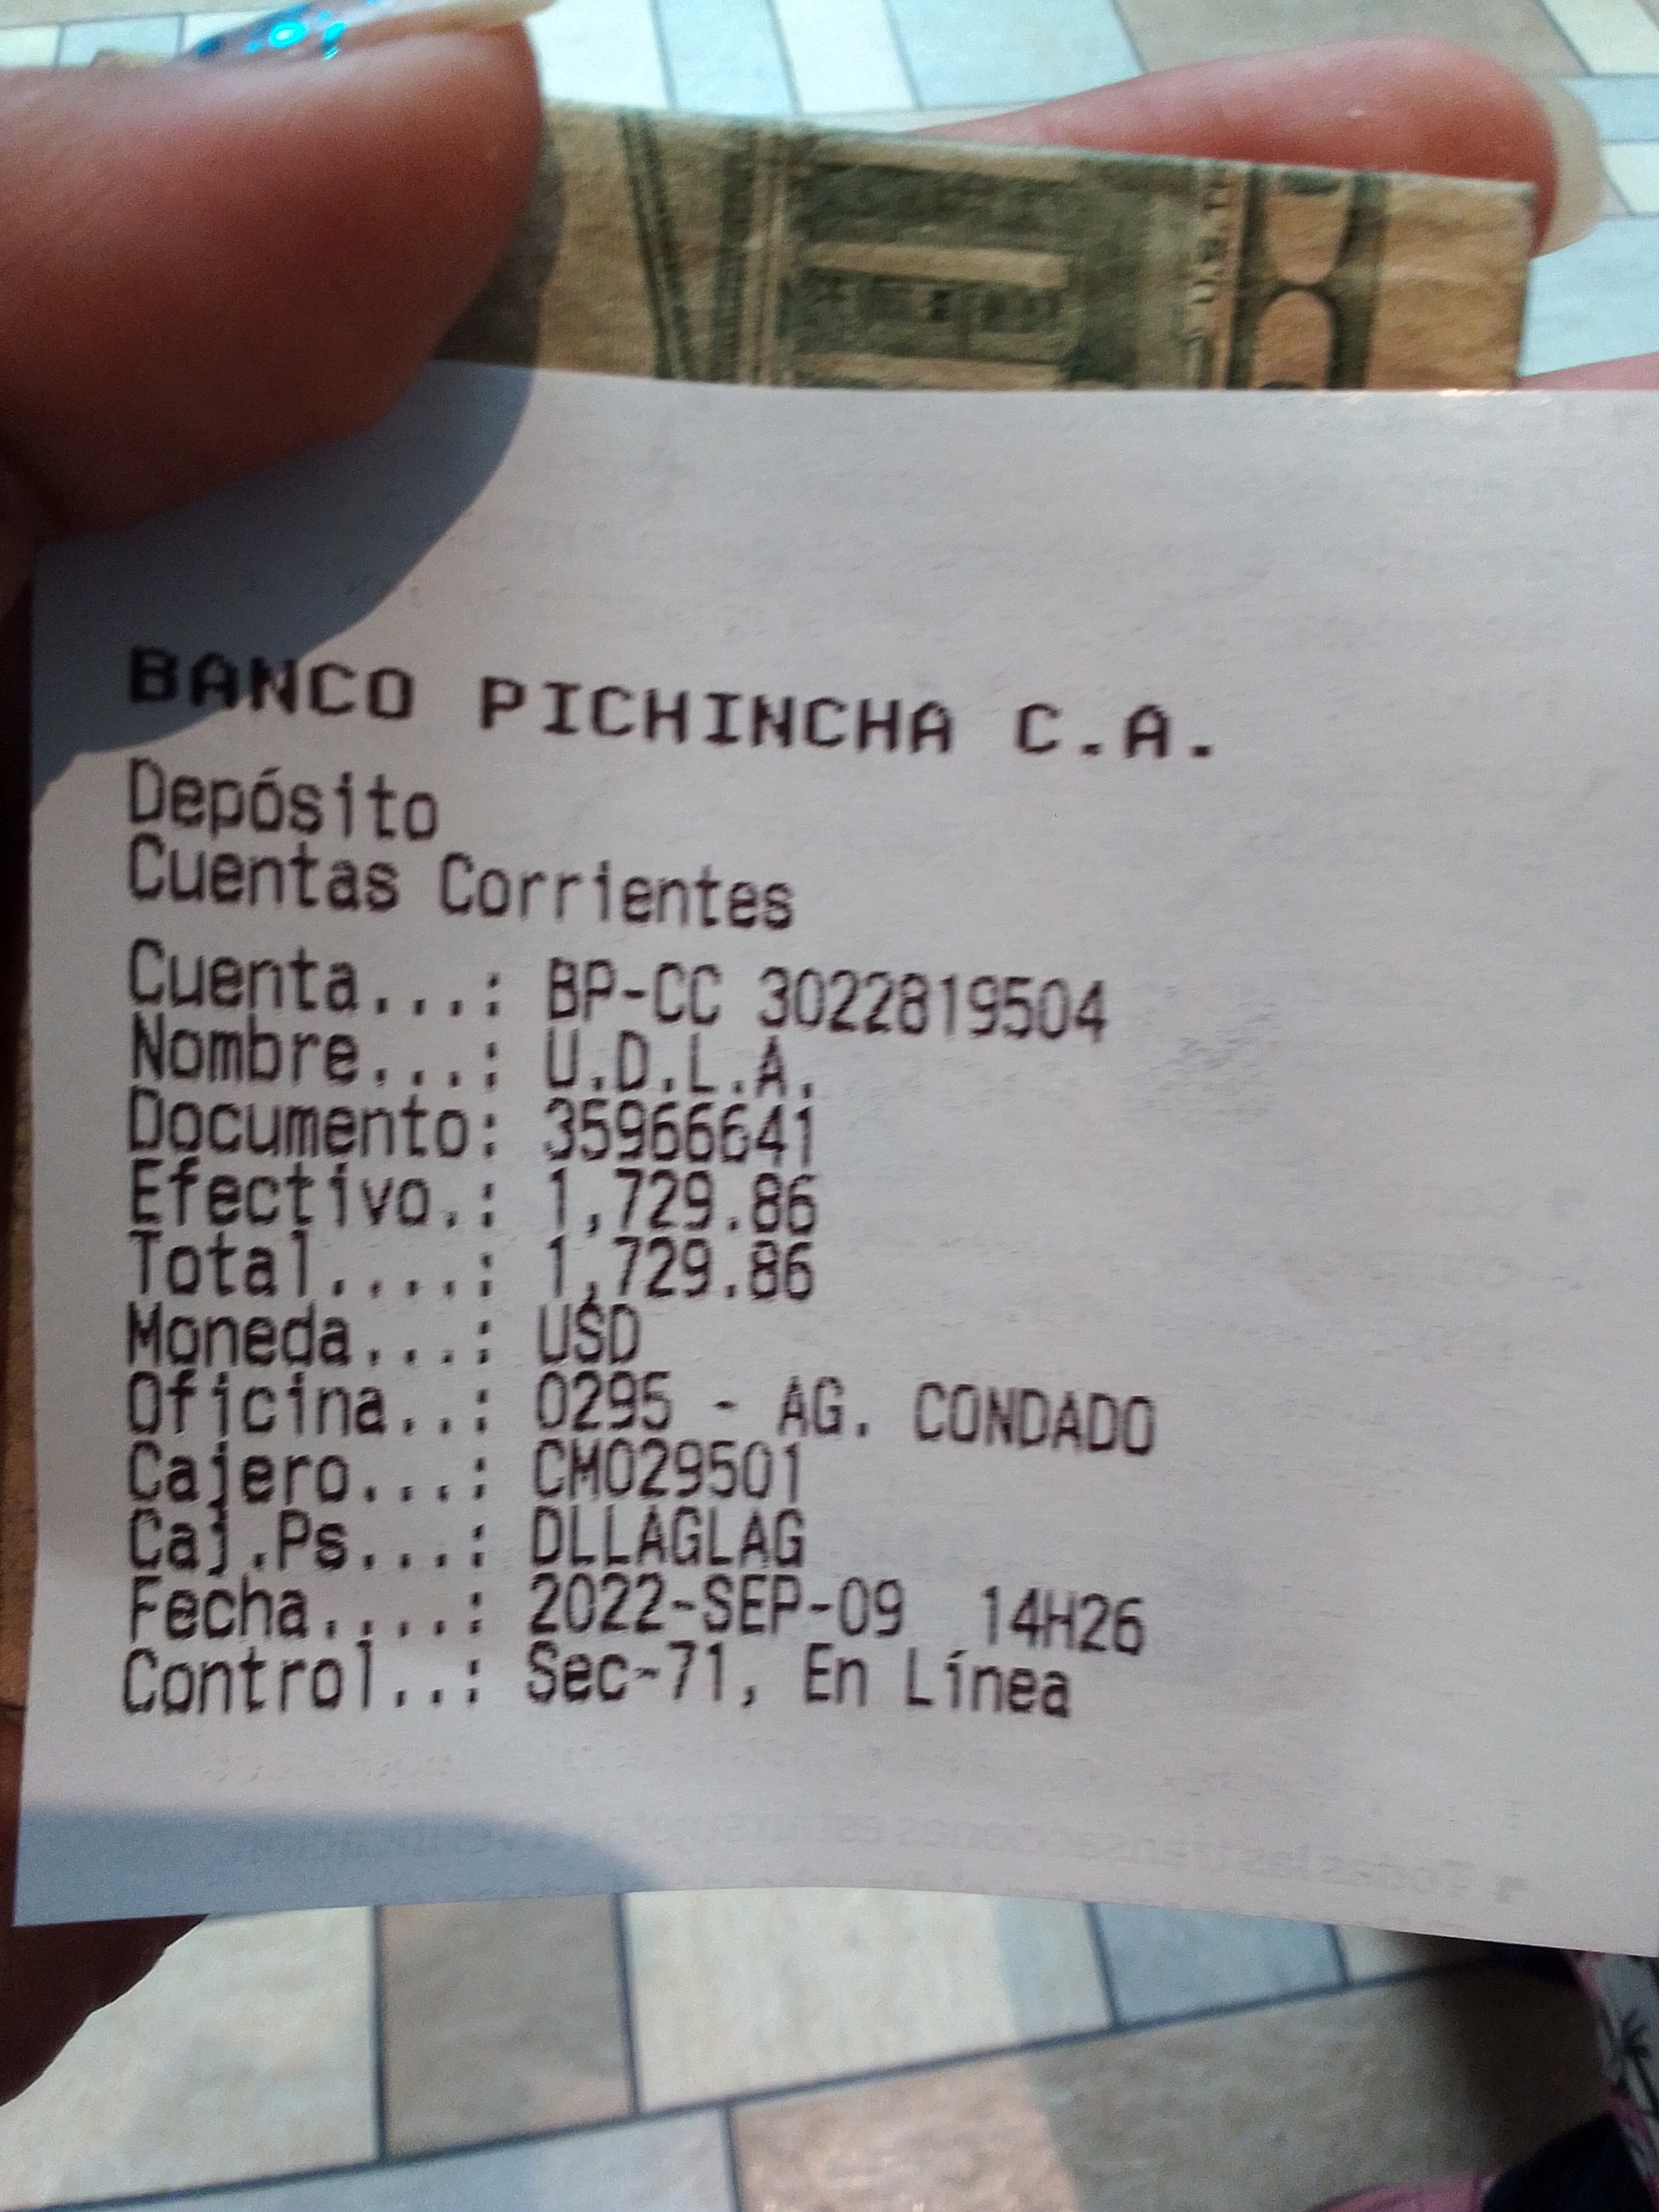 BANCO PICHINCHA C.A.
Depósito
Cuentas Corrientes
Cuenta...: BP-CC 3022819504
Nombre...: U.D.L.A.
Documento: 35966641
Efectivo.: 1,729.86
Total....: 1,729.86
Moneda...: USD
Oficina..: 0295 - AG. CONDADO
Cajero...: CM029501
Caj.Ps...: DLLAGLAG
Fecha....: 2022-SEP-09 14H26
Control..: Sec-71, En Línea